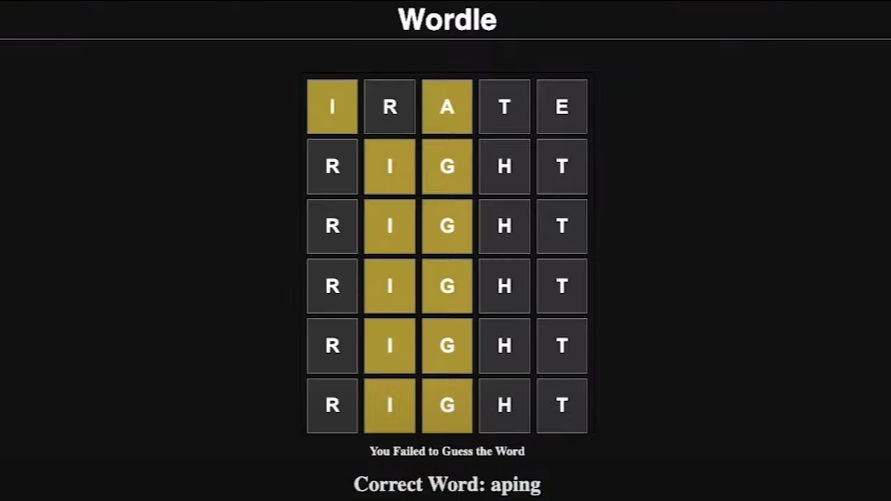 Wordle
I R A T E
R I G H T
R I G H T
R I G H T
R I G H T
R I G H T
You Failed to Guess the Word
Correct Word: aping